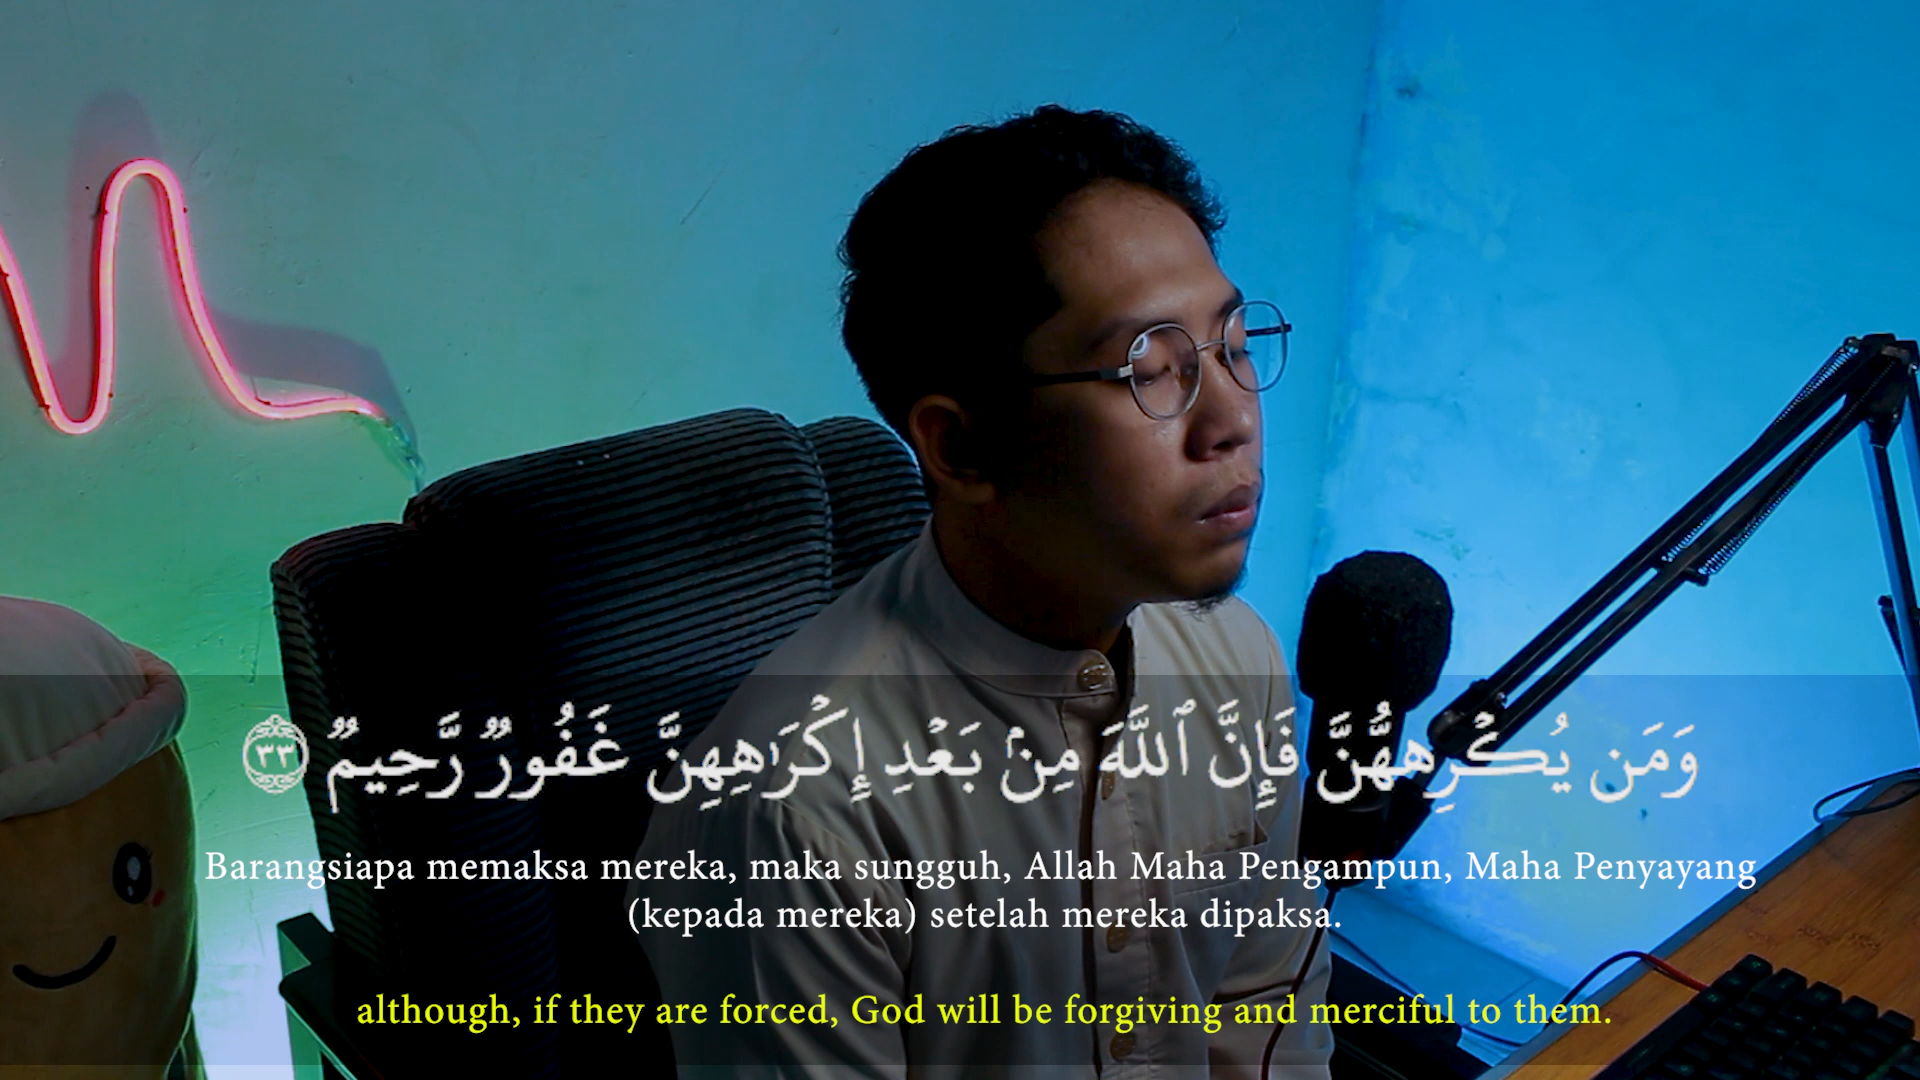 وَمَن يُكْرِههُّنَّ فَإِنَّ ٱللَّهَ مِنۢ بَعْدِ إِكْرَٰهِهِنَّ غَفُورٌ رَّحِيمٌ ٣٣
Barangsiapa memaksa mereka, maka sungguh, Allah Maha Pengampun, Maha Penyayang
(kepada mereka) setelah mereka dipaksa.
although, if they are forced, God will be forgiving and merciful to them.